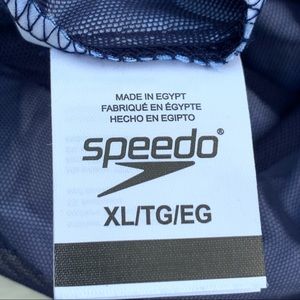 MADE IN EGYPT
FABRIQUÉ EN ÉGYPTE
HECHO EN EGIPTO
speedo®
XL/TG/EG